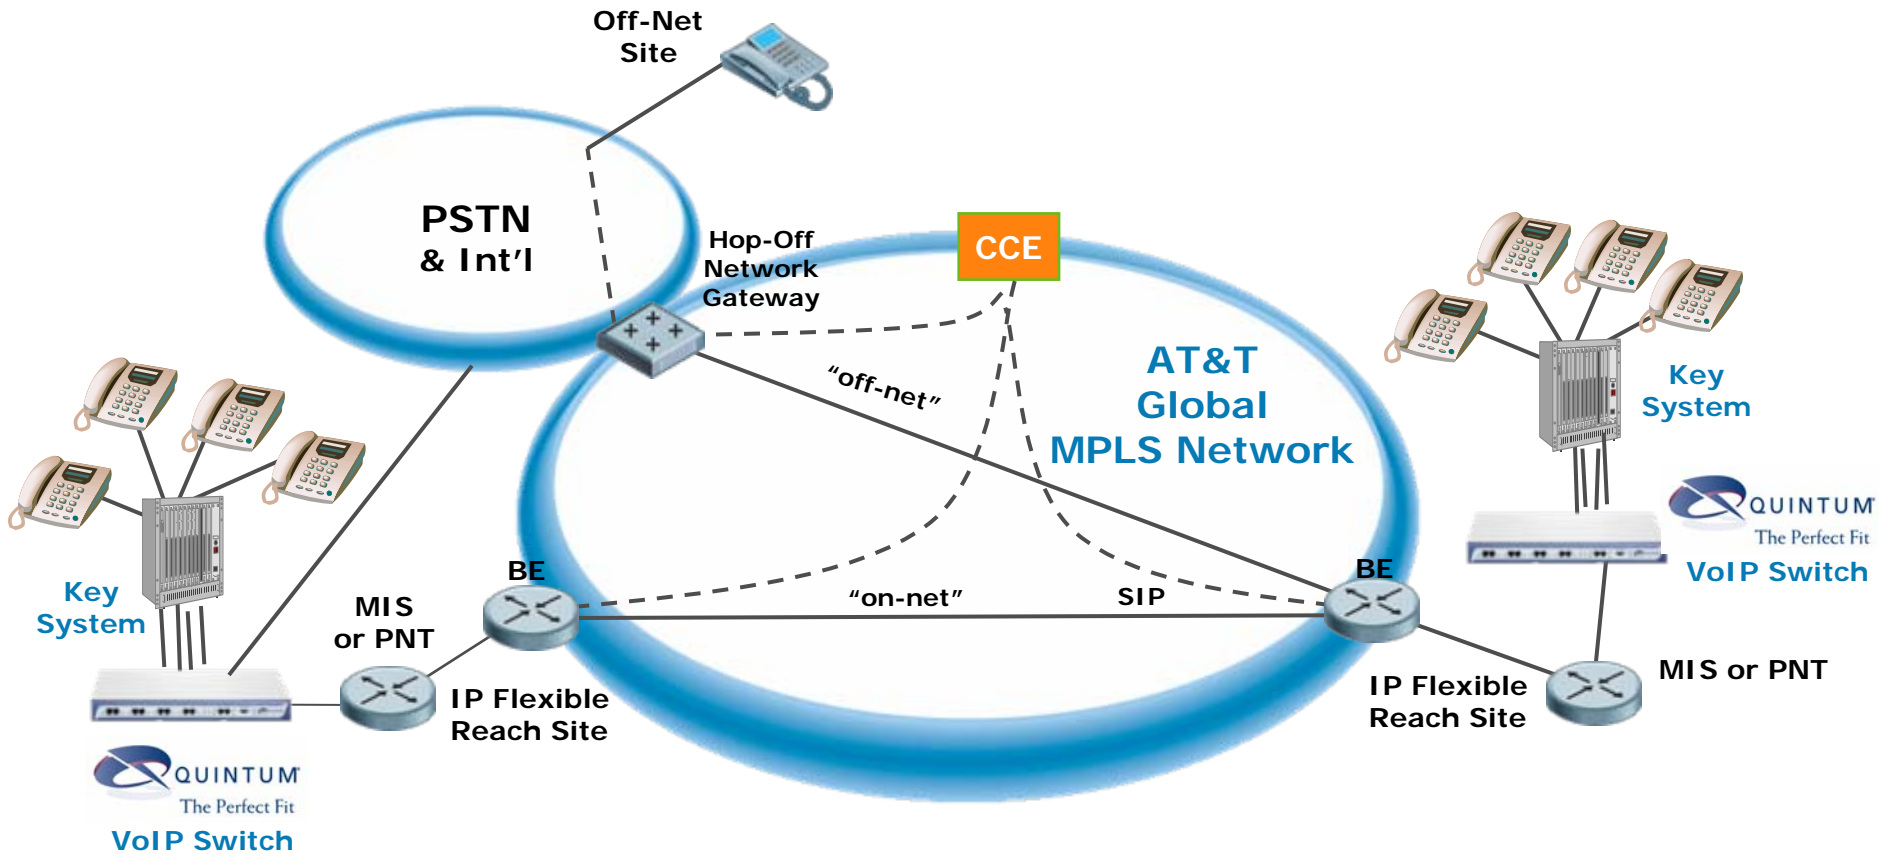 Off-Net
Site
PSTN
& Int'l
Hop-Off
Network
Gateway
CCE
"off-net"
AT&T
Global
MPLS Network
Key
System
QUINTUM
The Perfect Fit
VoIP Switch
BE
BE
"on-net"
SIP
Key
System
MIS
or PNT
IP Flexible
Reach Site
IP Flexible
Reach Site
MIS or PNT
QUINTUM
The Perfect Fit
VoIP Switch